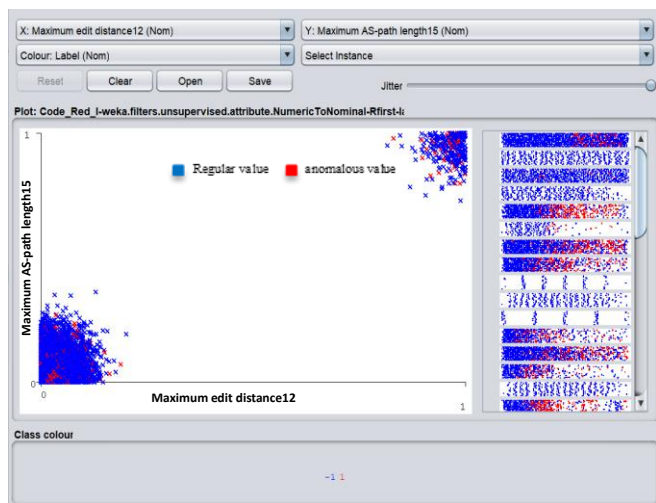 X: Maximum edit distance12 (Nom) Y: Maximum AS-path length15 (Nom)
Colour: Label (Nom) Select Instance
Reset Clear Open Save Jitter
Plot: Code_Red_I-weka.filters.unsupervised.attribute.NumericToNominal-Rfirst-la
1
Regular value anomalous value
Maximum AS-path length15
0
0 Maximum edit distance12 1
Class colour
-1 1